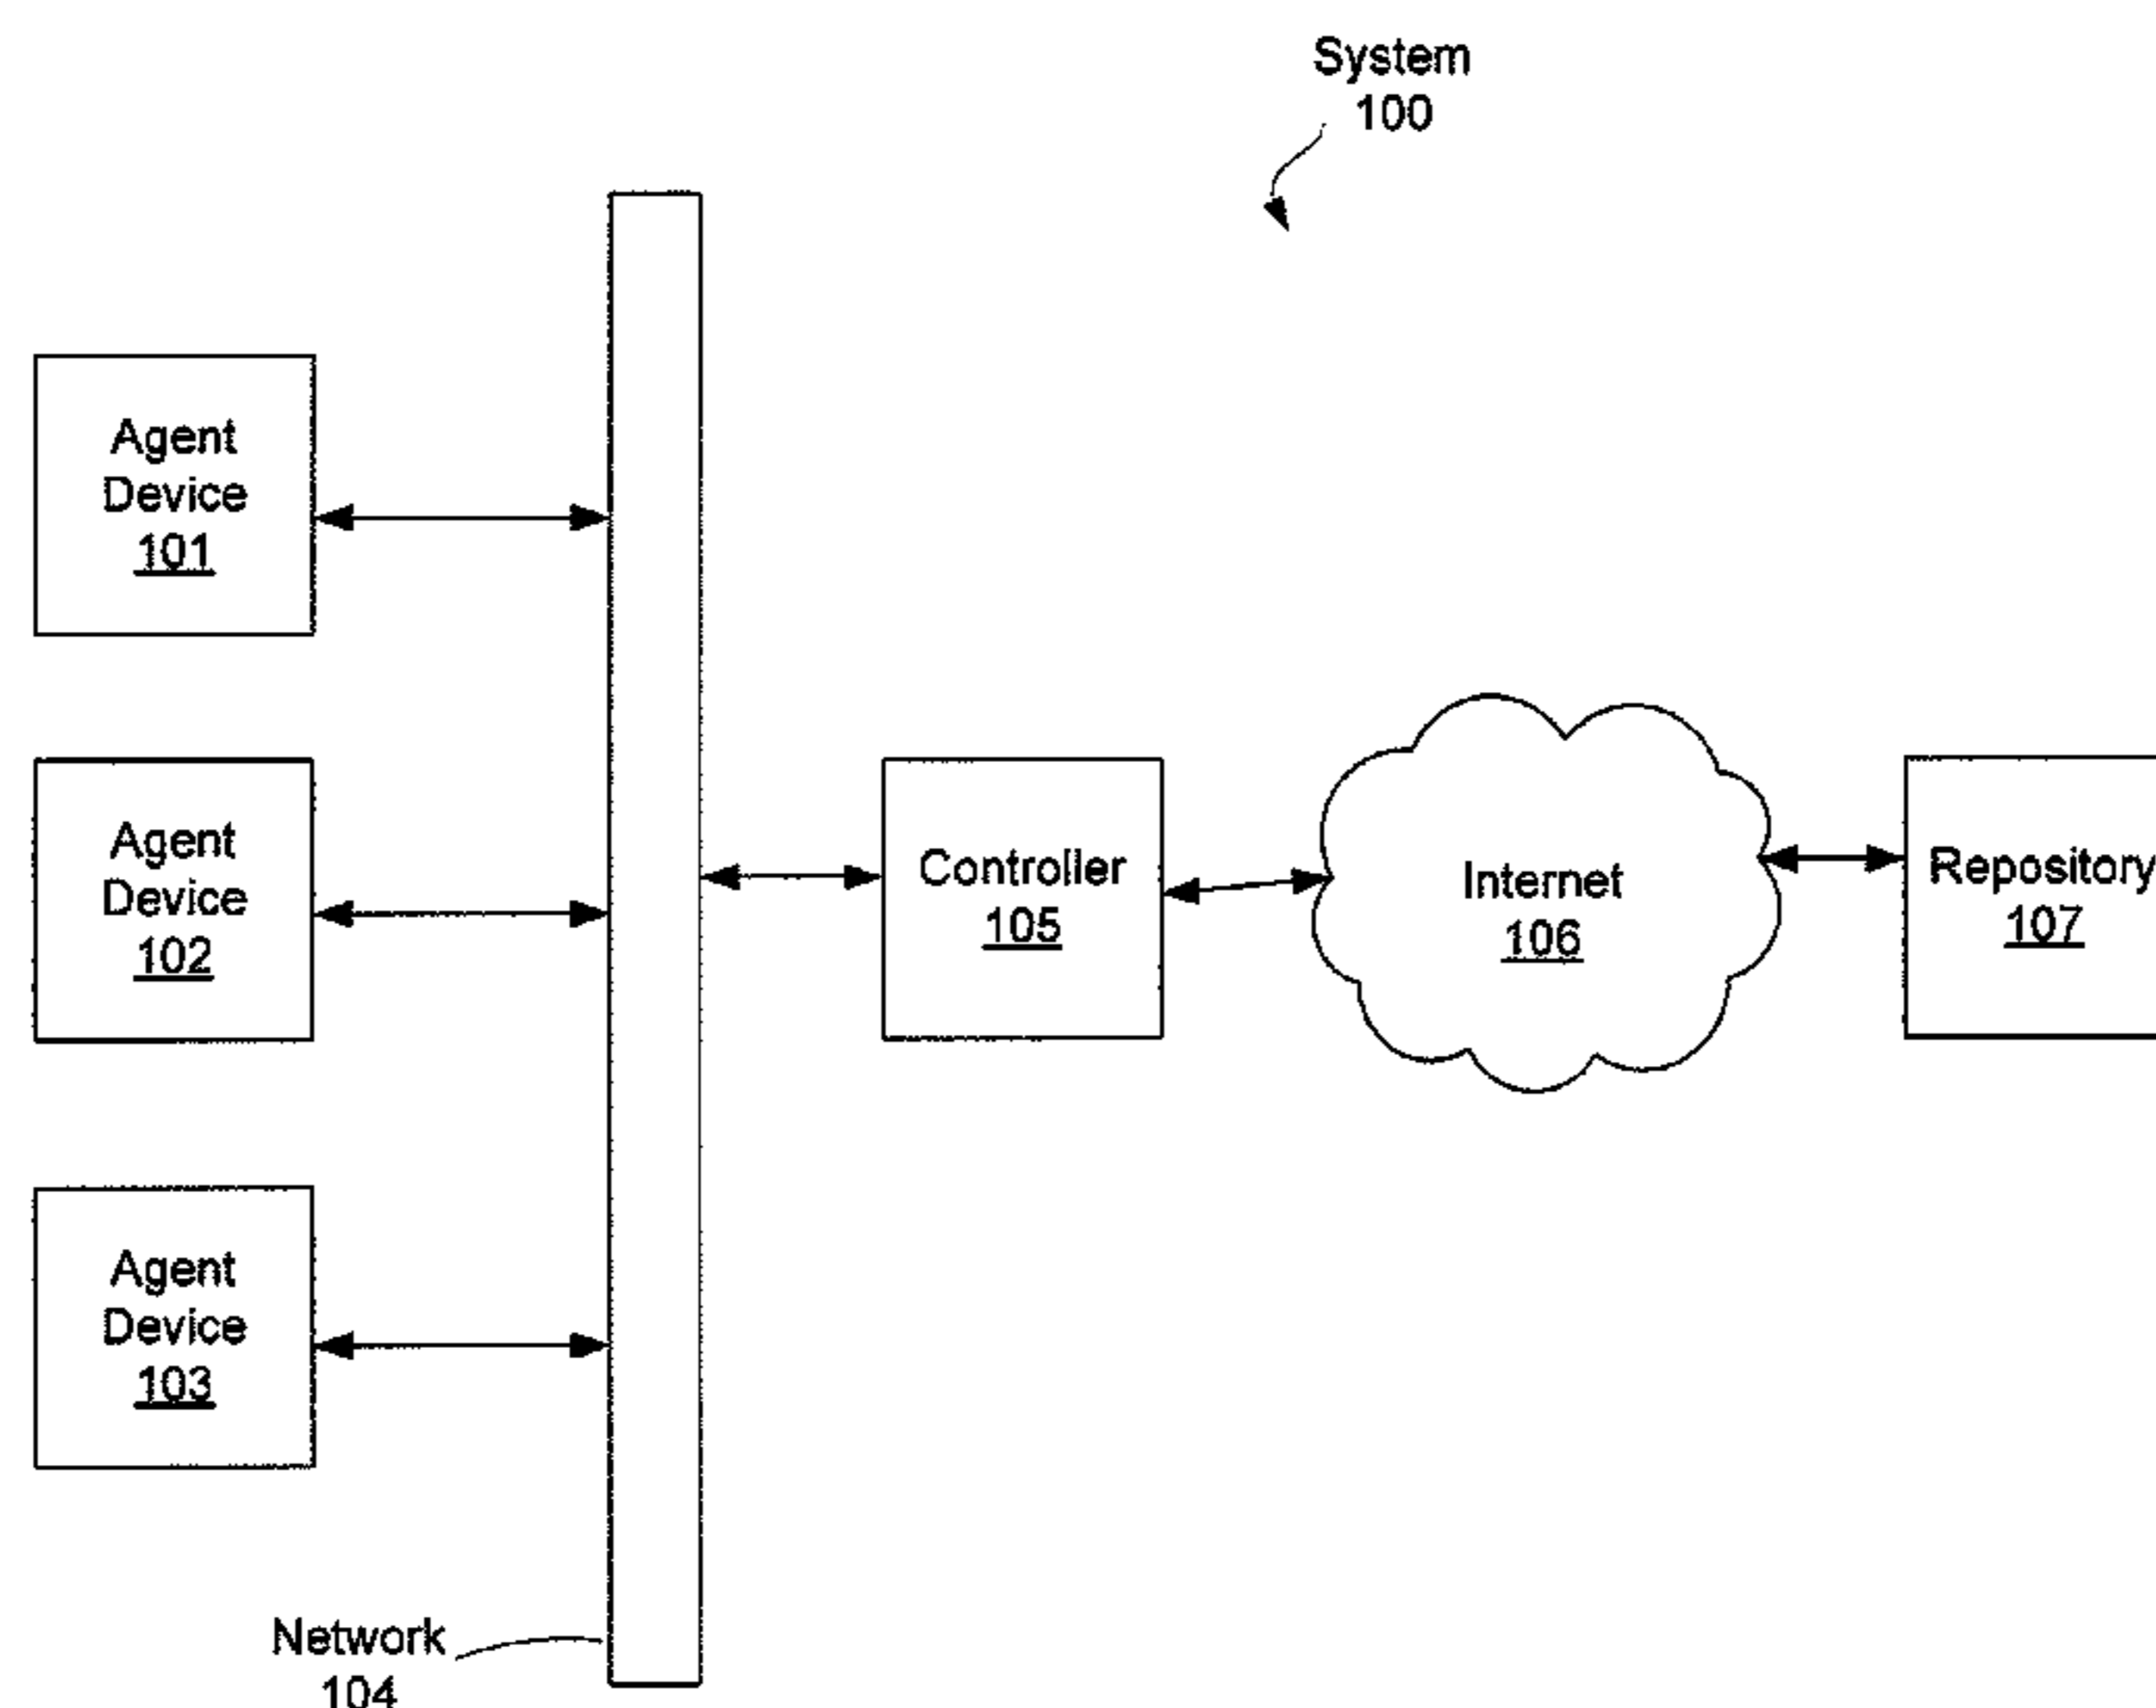 System
100
Agent
Device
101
Agent
Device
102
Controller
105
Internet
106
Repository
107
Agent
Device
103
Network
104